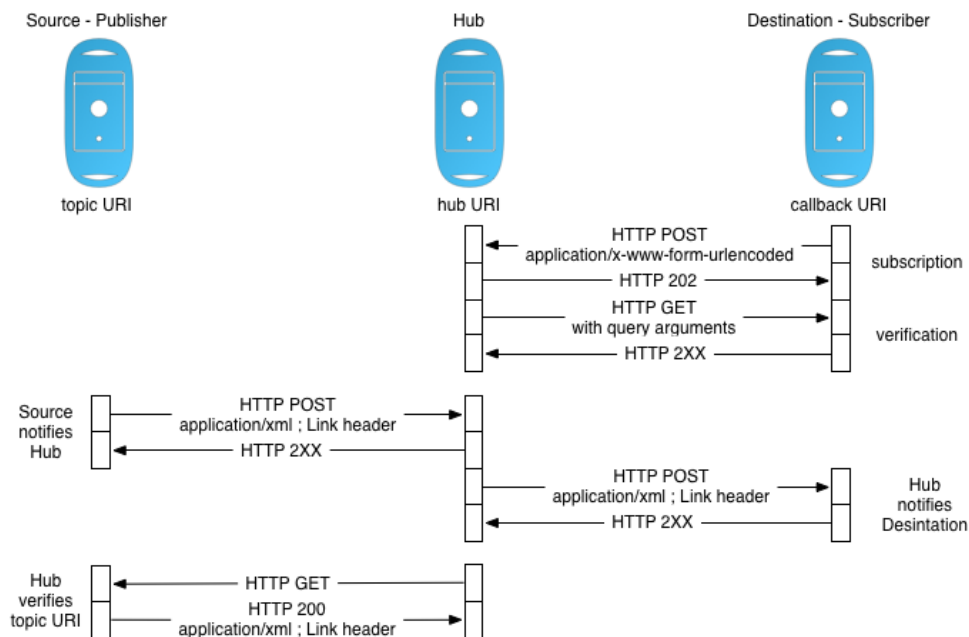 Source - Publisher
Hub
Destination - Subscriber
topic URI
hub URI
callback URI
HTTP POST
application/x-www-form-urlencoded
subscription
HTTP 202
HTTP GET
with query arguments
verification
HTTP 2XX
Source
notifies
Hub
HTTP POST
application/xml ; Link header
HTTP 2XX
HTTP POST
application/xml ; Link header
HTTP 2XX
Hub
notifies
Desintation
Hub
verifies
topic URI
HTTP GET
HTTP 200
application/xml ; Link header